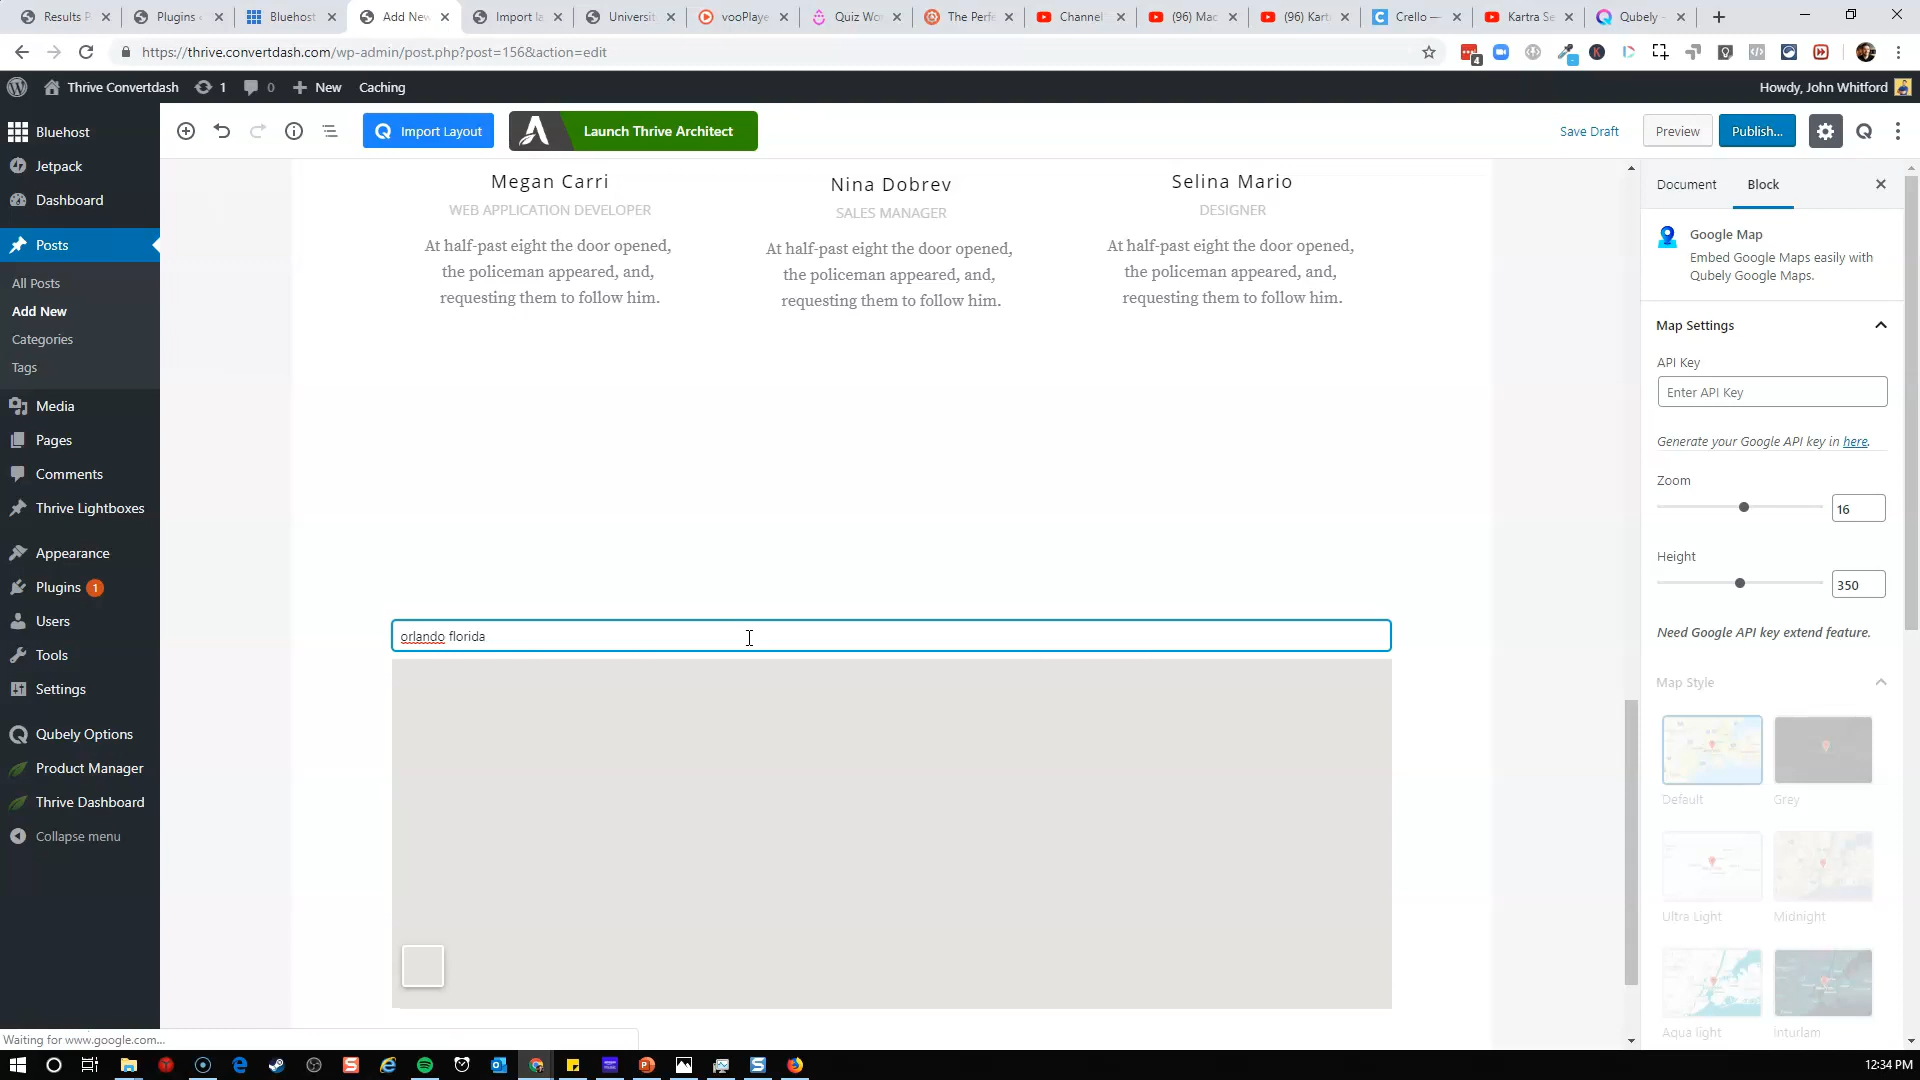 Results P
Plugins
Bluehost
Add New
Import la
Universit
vooPlaye
Quiz Wo
The Perfe
Channel
(96) Mac
(96) Kart
Crello —
Kartra Se
Qubely -
https://thrive.convertdash.com/wp-admin/post.php?post=156&action=edit
4
Thrive Convertdash
1
0
New
Caching
Howdy, John Whitford
Bluehost
Jetpack
Dashboard
Posts
All Posts
Add New
Categories
Tags
Media
Pages
Comments
Thrive Lightboxes
Appearance
Plugins 1
Users
Tools
Settings
Qubely Options
Product Manager
Thrive Dashboard
Collapse menu
Import Layout
Launch Thrive Architect
Save Draft
Preview
Publish...
Megan Carri
WEB APPLICATION DEVELOPER
At half-past eight the door opened,
the policeman appeared, and,
requesting them to follow him.
Nina Dobrev
SALES MANAGER
At half-past eight the door opened,
the policeman appeared, and,
requesting them to follow him.
Selina Mario
DESIGNER
At half-past eight the door opened,
the policeman appeared, and,
requesting them to follow him.
orlando florida
Document
Block
Google Map
Embed Google Maps easily with
Qubely Google Maps.
Map Settings
API Key
Enter API Key
Generate your Google API key in here.
Zoom
16
Height
350
Need Google API key extend feature.
Map Style
Default
Grey
Ultra Light
Midnight
Aqua light
Inturlam
Waiting for www.google.com...
12:34 PM